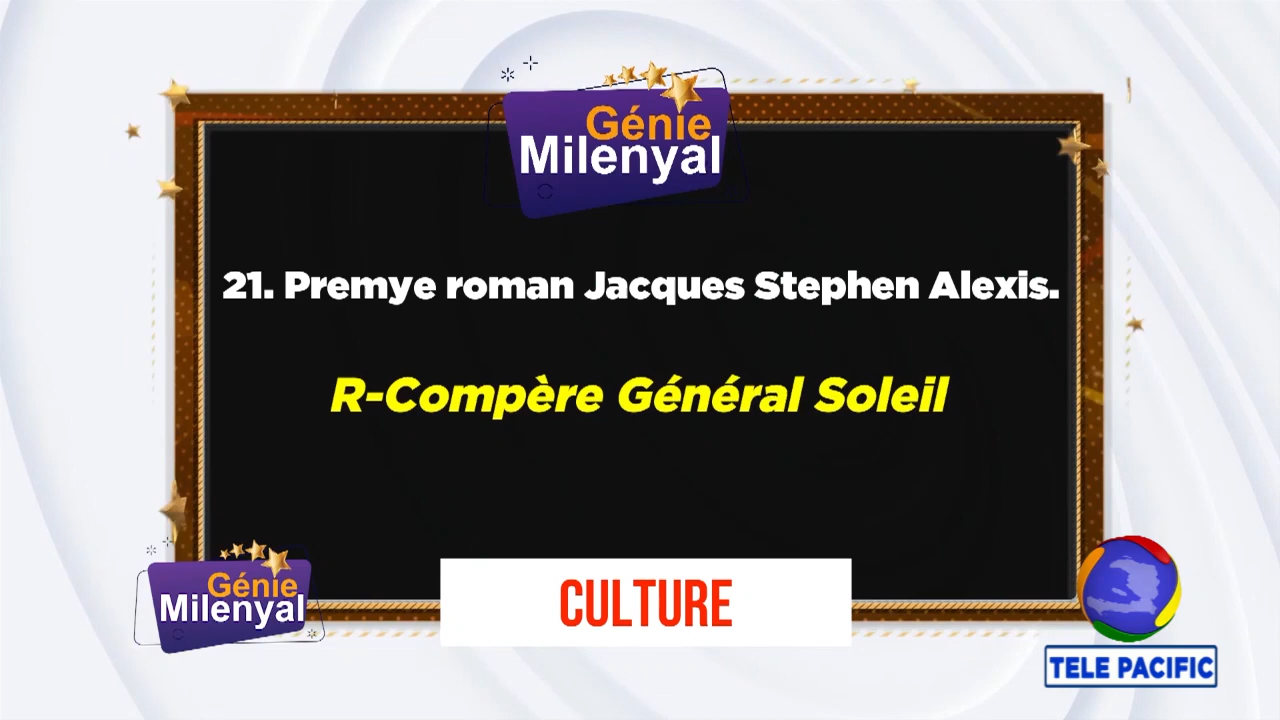 Génie
Milenyal
21. Premye roman Jacques Stephen Alexis.
R-Compère Général Soleil
Génie
Milenyal
CULTURE
TELE PACIFIC